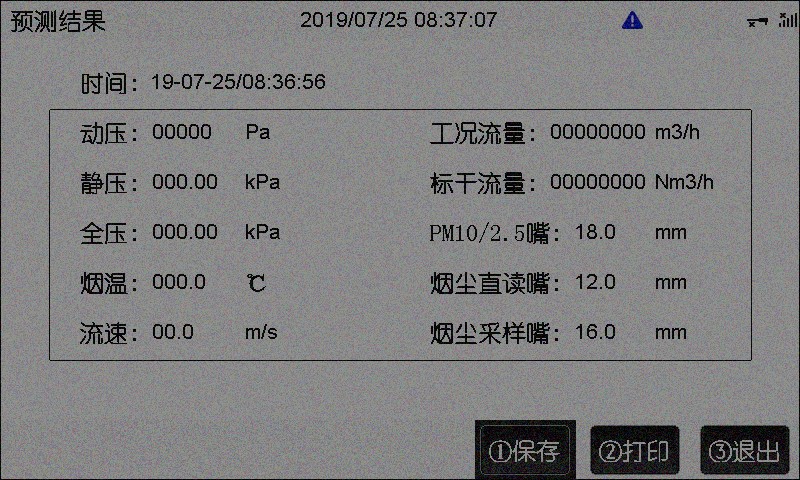 预测结果 2019/07/25 08:37:07
时间：19-07-25/08:36:56
动压：00000 Pa 工况流量：00000000 m3/h
静压：000.00 kPa 标干流量：00000000 Nm3/h
全压：000.00 kPa PM10/2.5嘴：18.0 mm
烟温：000.0 ℃ 烟尘直读嘴：12.0 mm
流速：00.0 m/s 烟尘采样嘴：16.0 mm
①保存 ②打印 ③退出